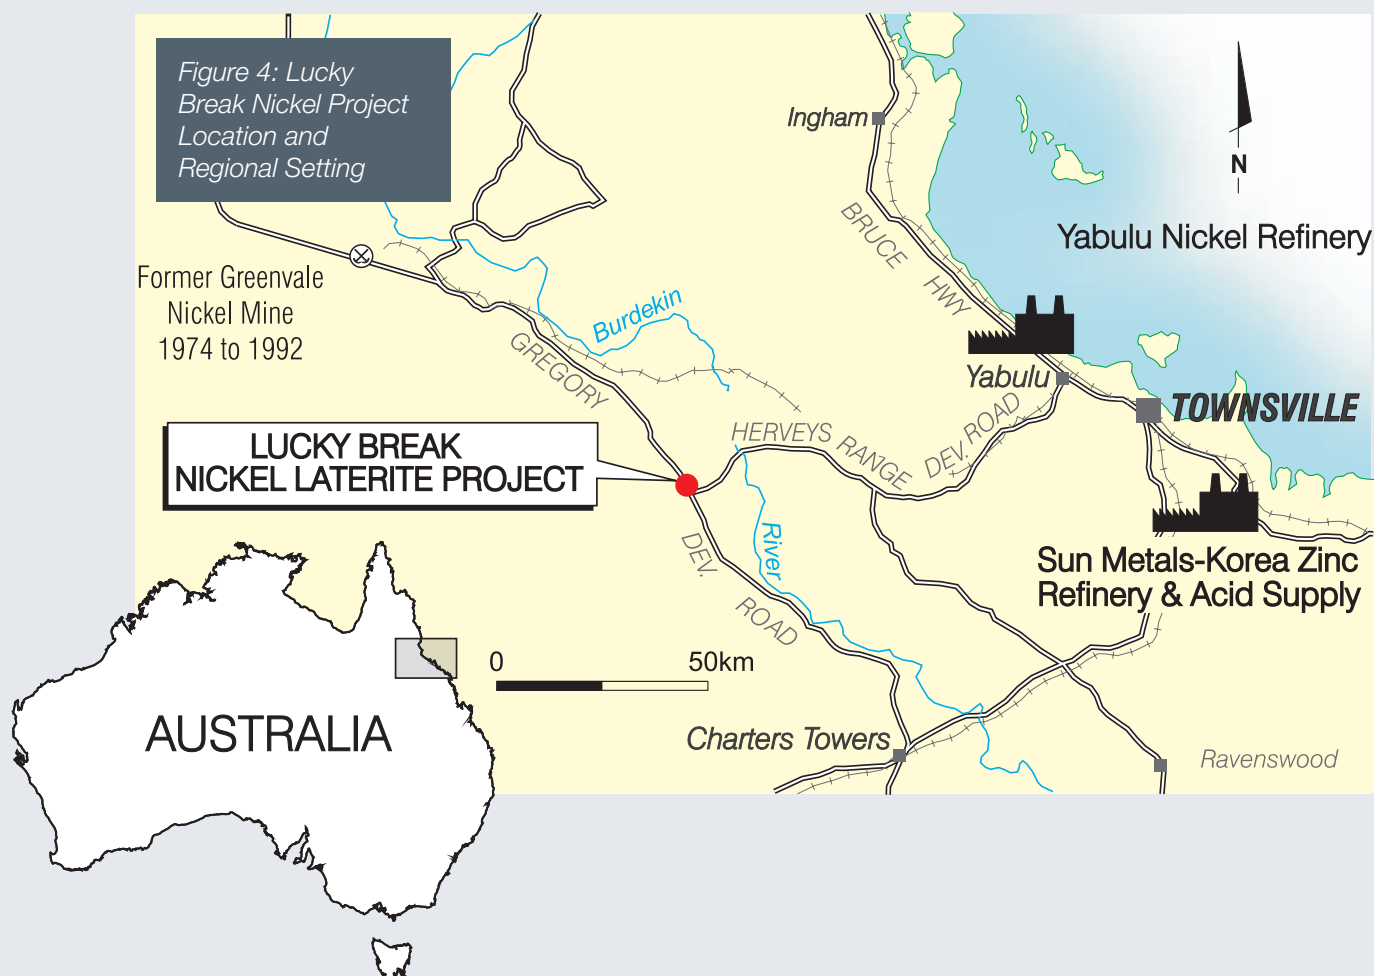 Figure 4: Lucky
Break Nickel Project
Location and
Regional Setting
Ingham
N
BRUCE HWY
Yabulu Nickel Refinery
Former Greenvale
Nickel Mine
1974 to 1992
Burdekin
GREGORY
Yabulu
TOWNSVILLE
HERVEYS RANGE
DEV. ROAD
LUCKY BREAK
NICKEL LATERITE PROJECT
River
DEV.
ROAD
Sun Metals-Korea Zinc
Refinery & Acid Supply
0 50km
AUSTRALIA
Charters Towers
Ravenswood